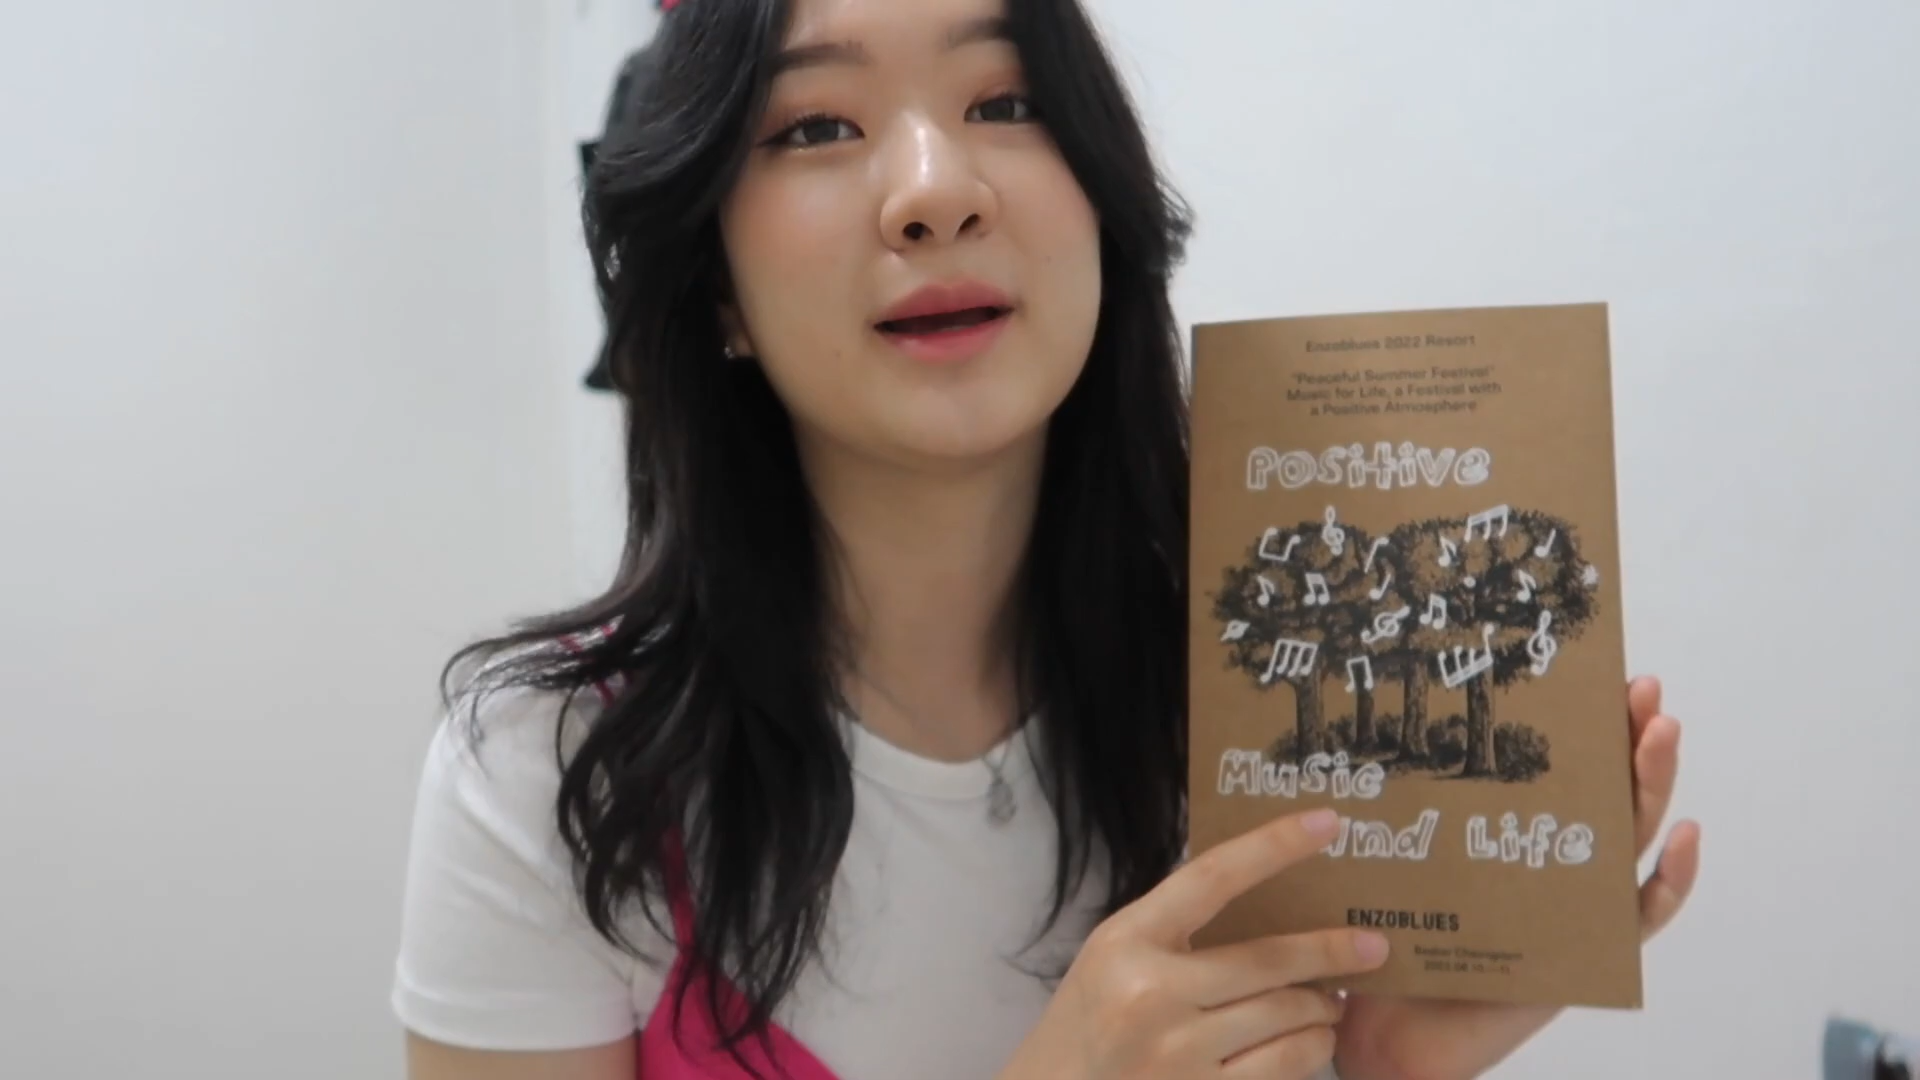 Enzoblues 2022 Resort
"Peaceful Summer Festival"
Music for Life, a Festival with
a Positive Atmosphere
Positive
Music
and Life
ENZOBLUES